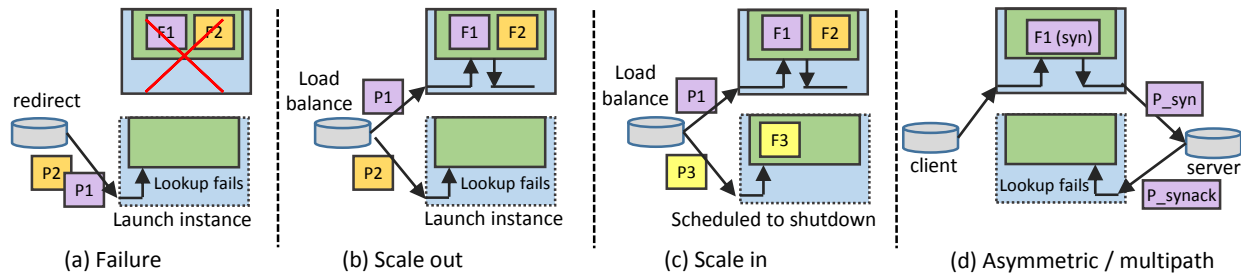 F1 F2
redirect
P2
P1
Lookup fails
Launch instance
(a) Failure
F1 F2
Load
balance
P1
P2
Lookup fails
Launch instance
(b) Scale out
F1 F2
Load
balance
P1
F3
P3
Scheduled to shutdown
(c) Scale in
F1 (syn)
P_syn
client
server
Lookup fails
P_synack
(d) Asymmetric / multipath